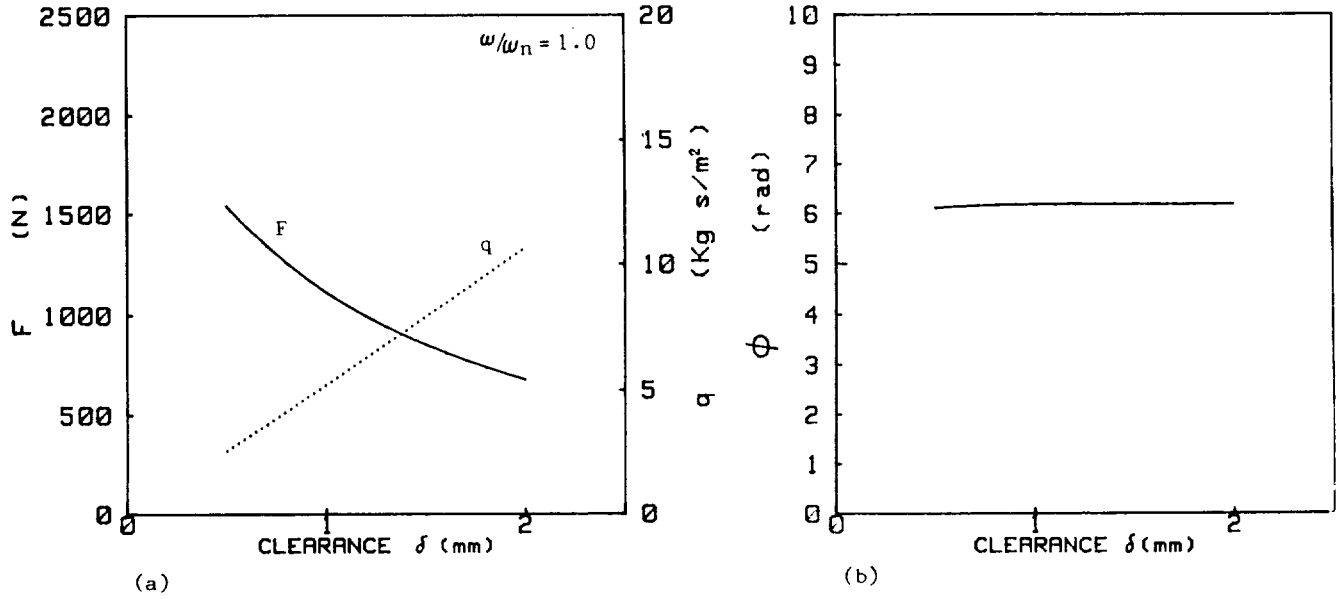 2500
2000
1500
1000
500
0
F (N)
ω/ωn = 1.0
F
q
20
15
10
5
0
q (Kg s/m²)
0 1 2
CLEARANCE δ (mm)
(a)
10
9
8
7
6
5
4
3
2
1
0
ϕ (rad)
0 1 2
CLEARANCE δ (mm)
(b)